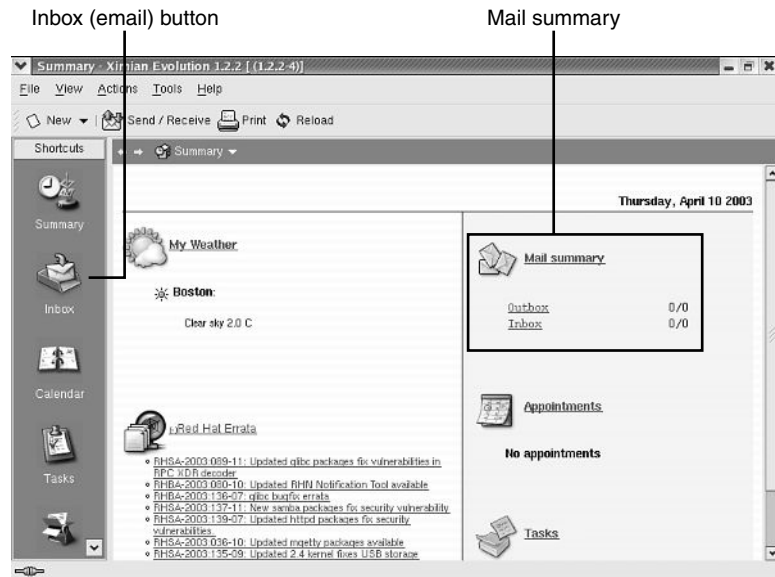 Inbox (email) button
Mail summary
Summary - Ximian Evolution 1.2.2 [ (1.2.2-4)]
File View Actions Tools Help
New Send / Receive Print Reload
Shortcuts
Summary
Thursday, April 10 2003
Summary
Inbox
Calendar
Tasks
My Weather
Boston:
Clear sky 2.0 C
Red Hat Errata
RHSA-2003:089-11: Updated glibc packages fix vulnerabilities in
RPC XDR decoder
RHBA-2003:080-10: Updated RHN Notification Tool available
RHBA-2003:136-07: glibc bugfix errata
RHSA-2003:137-11: New samba packages fix security vulnerability
RHSA-2003:139-07: Updated httpd packages fix security
vulnerabilities.
RHSA-2003:036-10: Updated mgetty packages available
RHSA-2003:135-09: Updated 2.4 kernel fixes USB storage
Mail summary
Outbox 0/0
Inbox 0/0
Appointments
No appointments
Tasks